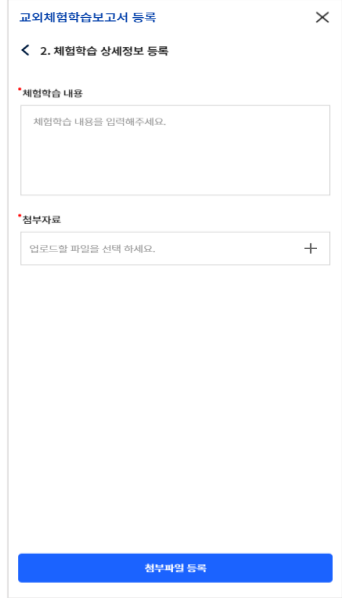 교외체험학습보고서 등록
2. 체험학습 상세정보 등록
*체험학습 내용
체험학습 내용을 입력해주세요.
*첨부자료
업로드할 파일을 선택 하세요.
첨부파일 등록